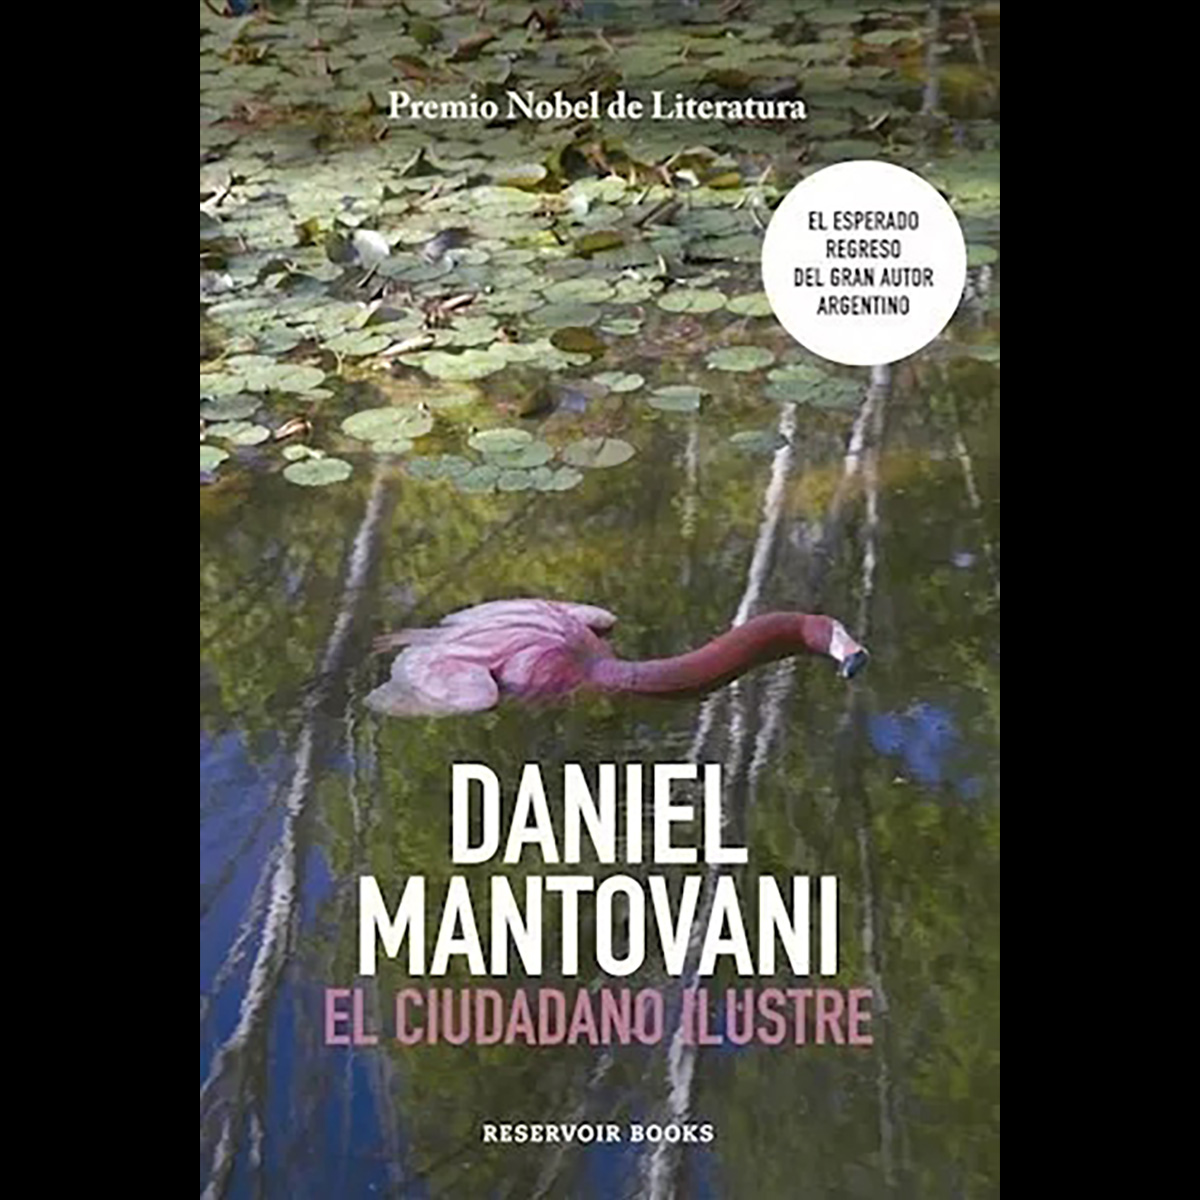 Premio Nobel de Literatura
EL ESPERADO
REGRESO
DEL GRAN AUTOR
ARGENTINO
DANIEL
MANTOVANI
EL CIUDADANO ILUSTRE
RESERVOIR BOOKS